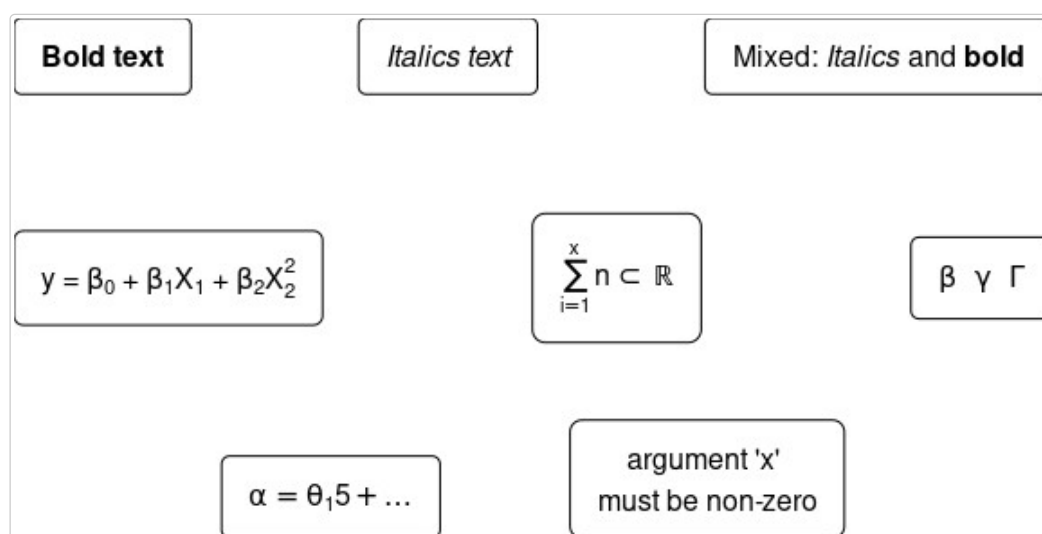 Bold text
Italics text
Mixed: Italics and bold
y = β₀ + β₁X₁ + β₂X₂²
x
∑ n ⊂ ℝ
i=1
β γ Γ
α = θ₁5 + …
argument 'x'
must be non-zero